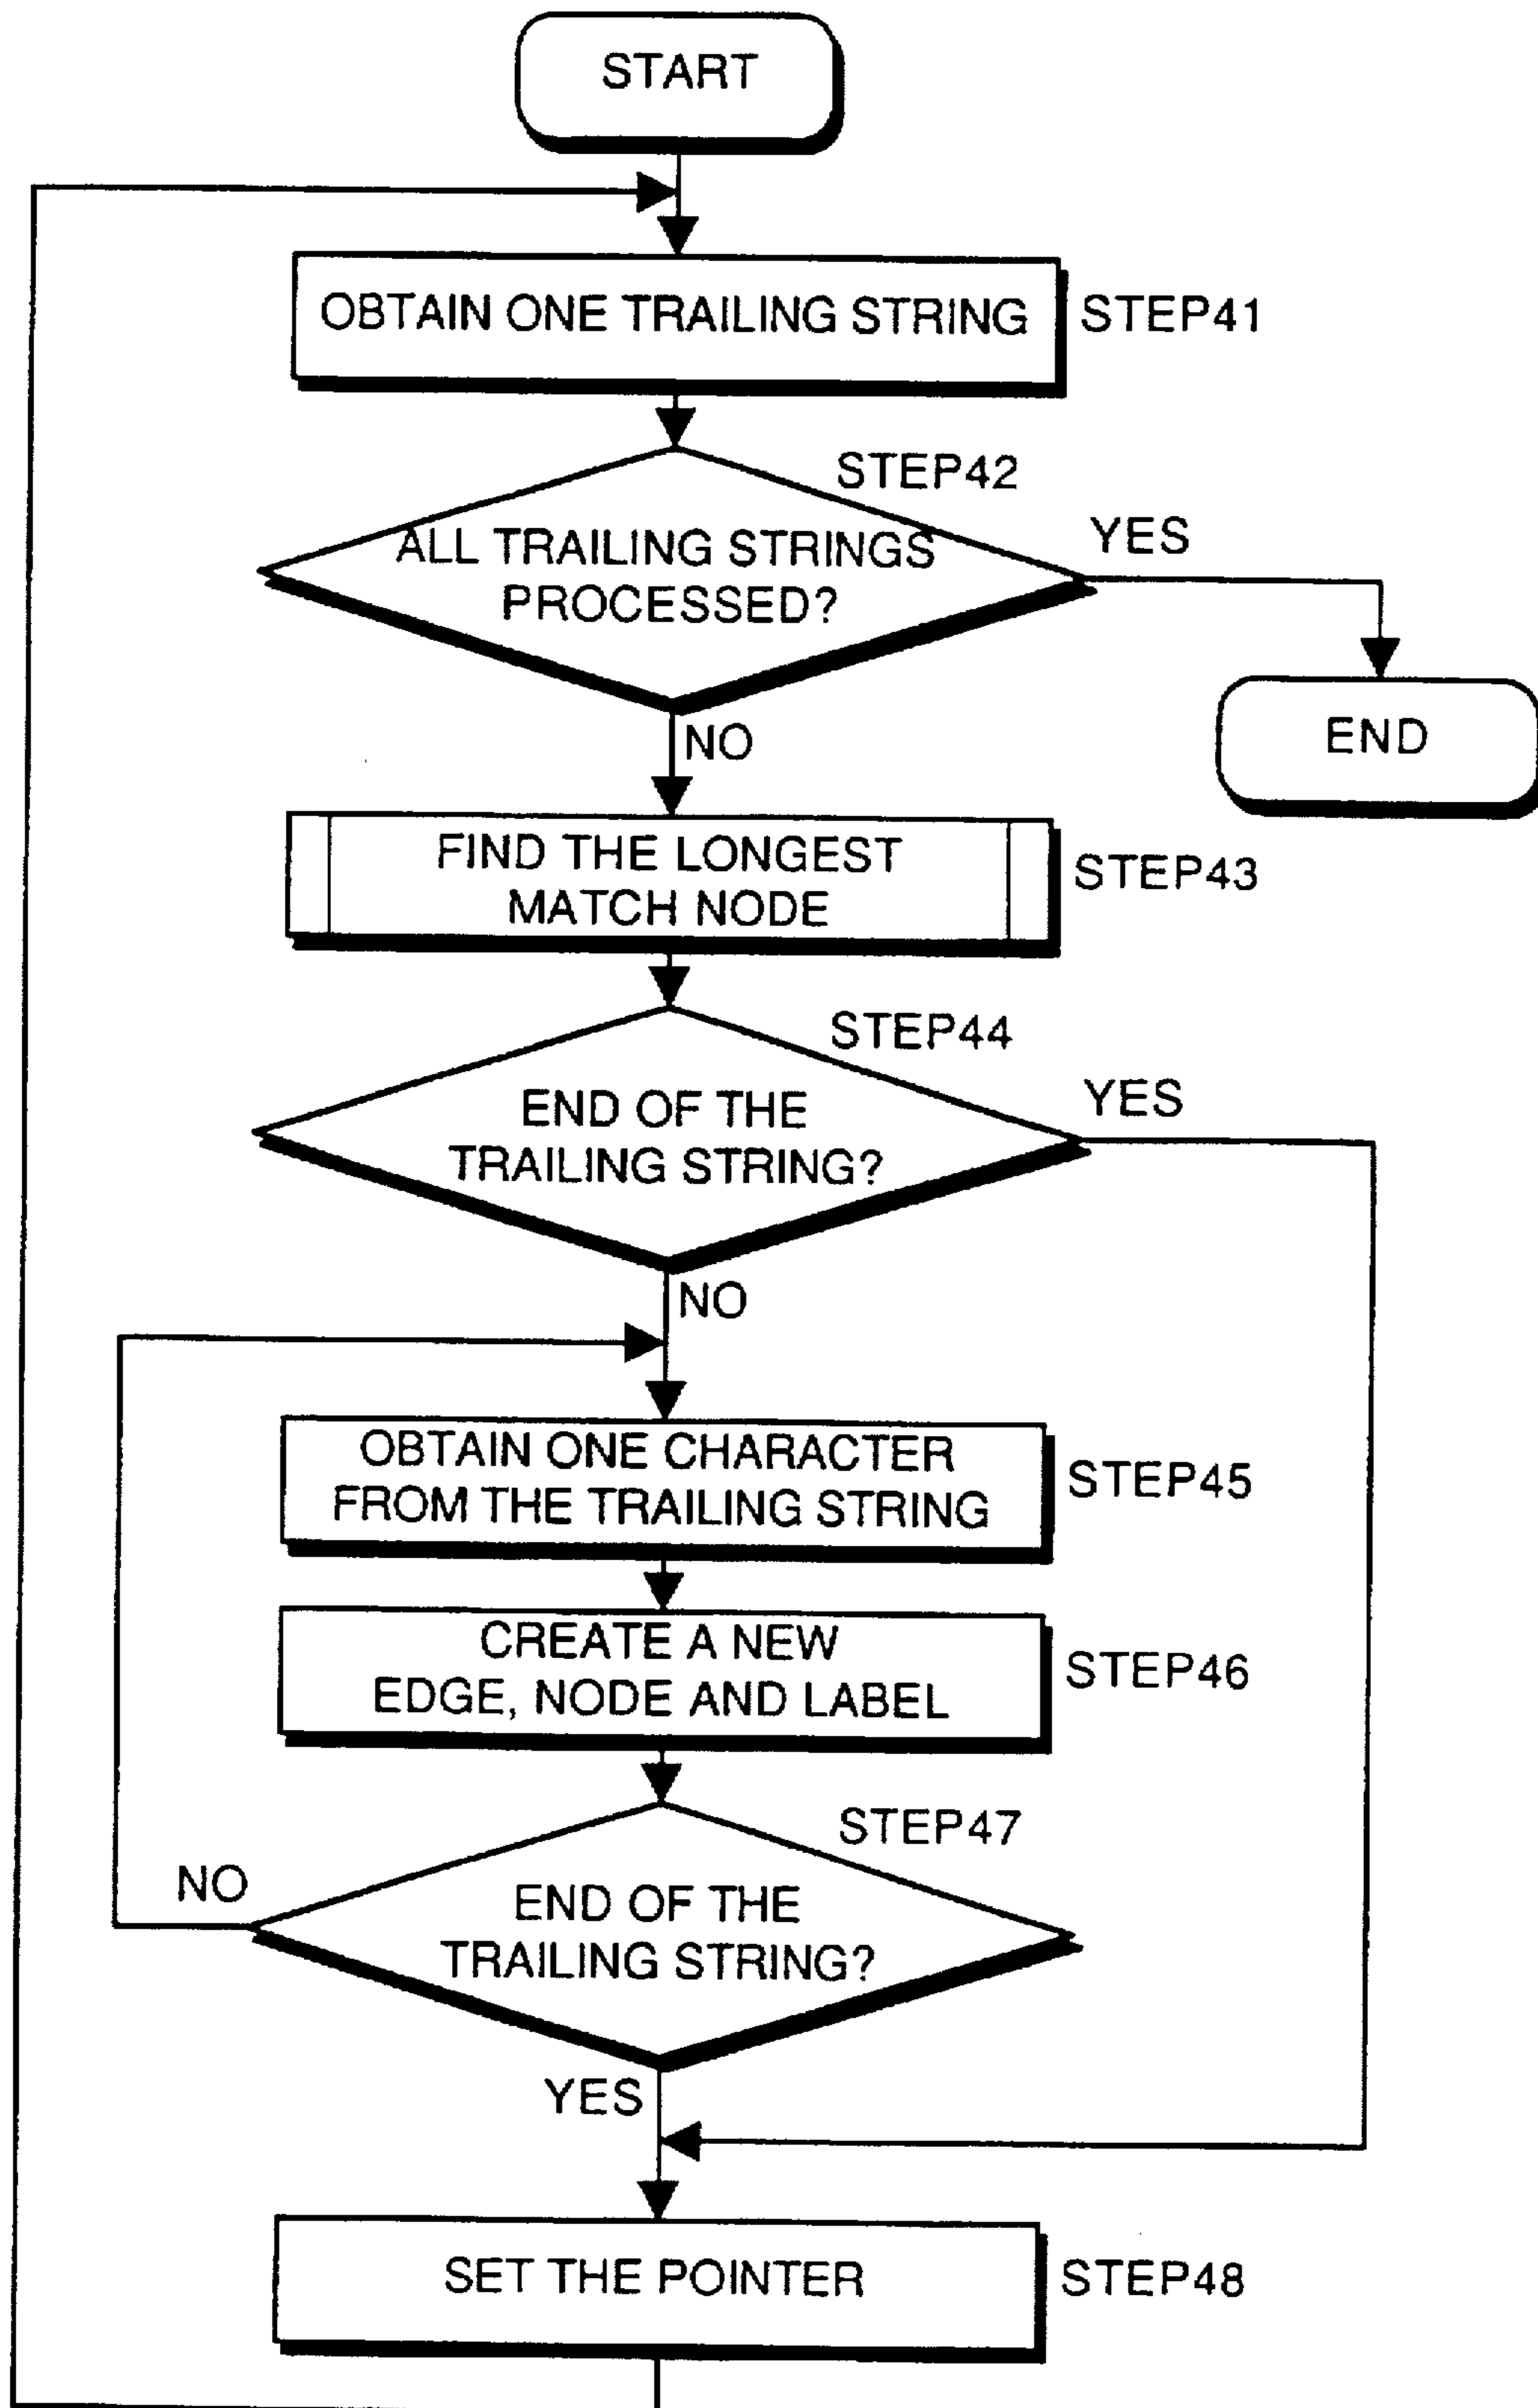 START
OBTAIN ONE TRAILING STRING
STEP41
STEP42
ALL TRAILING STRINGS
PROCESSED?
YES
END
NO
FIND THE LONGEST
MATCH NODE
STEP43
STEP44
END OF THE
TRAILING STRING?
YES
NO
OBTAIN ONE CHARACTER
FROM THE TRAILING STRING
STEP45
CREATE A NEW
EDGE, NODE AND LABEL
STEP46
STEP47
NO
END OF THE
TRAILING STRING?
YES
SET THE POINTER
STEP48